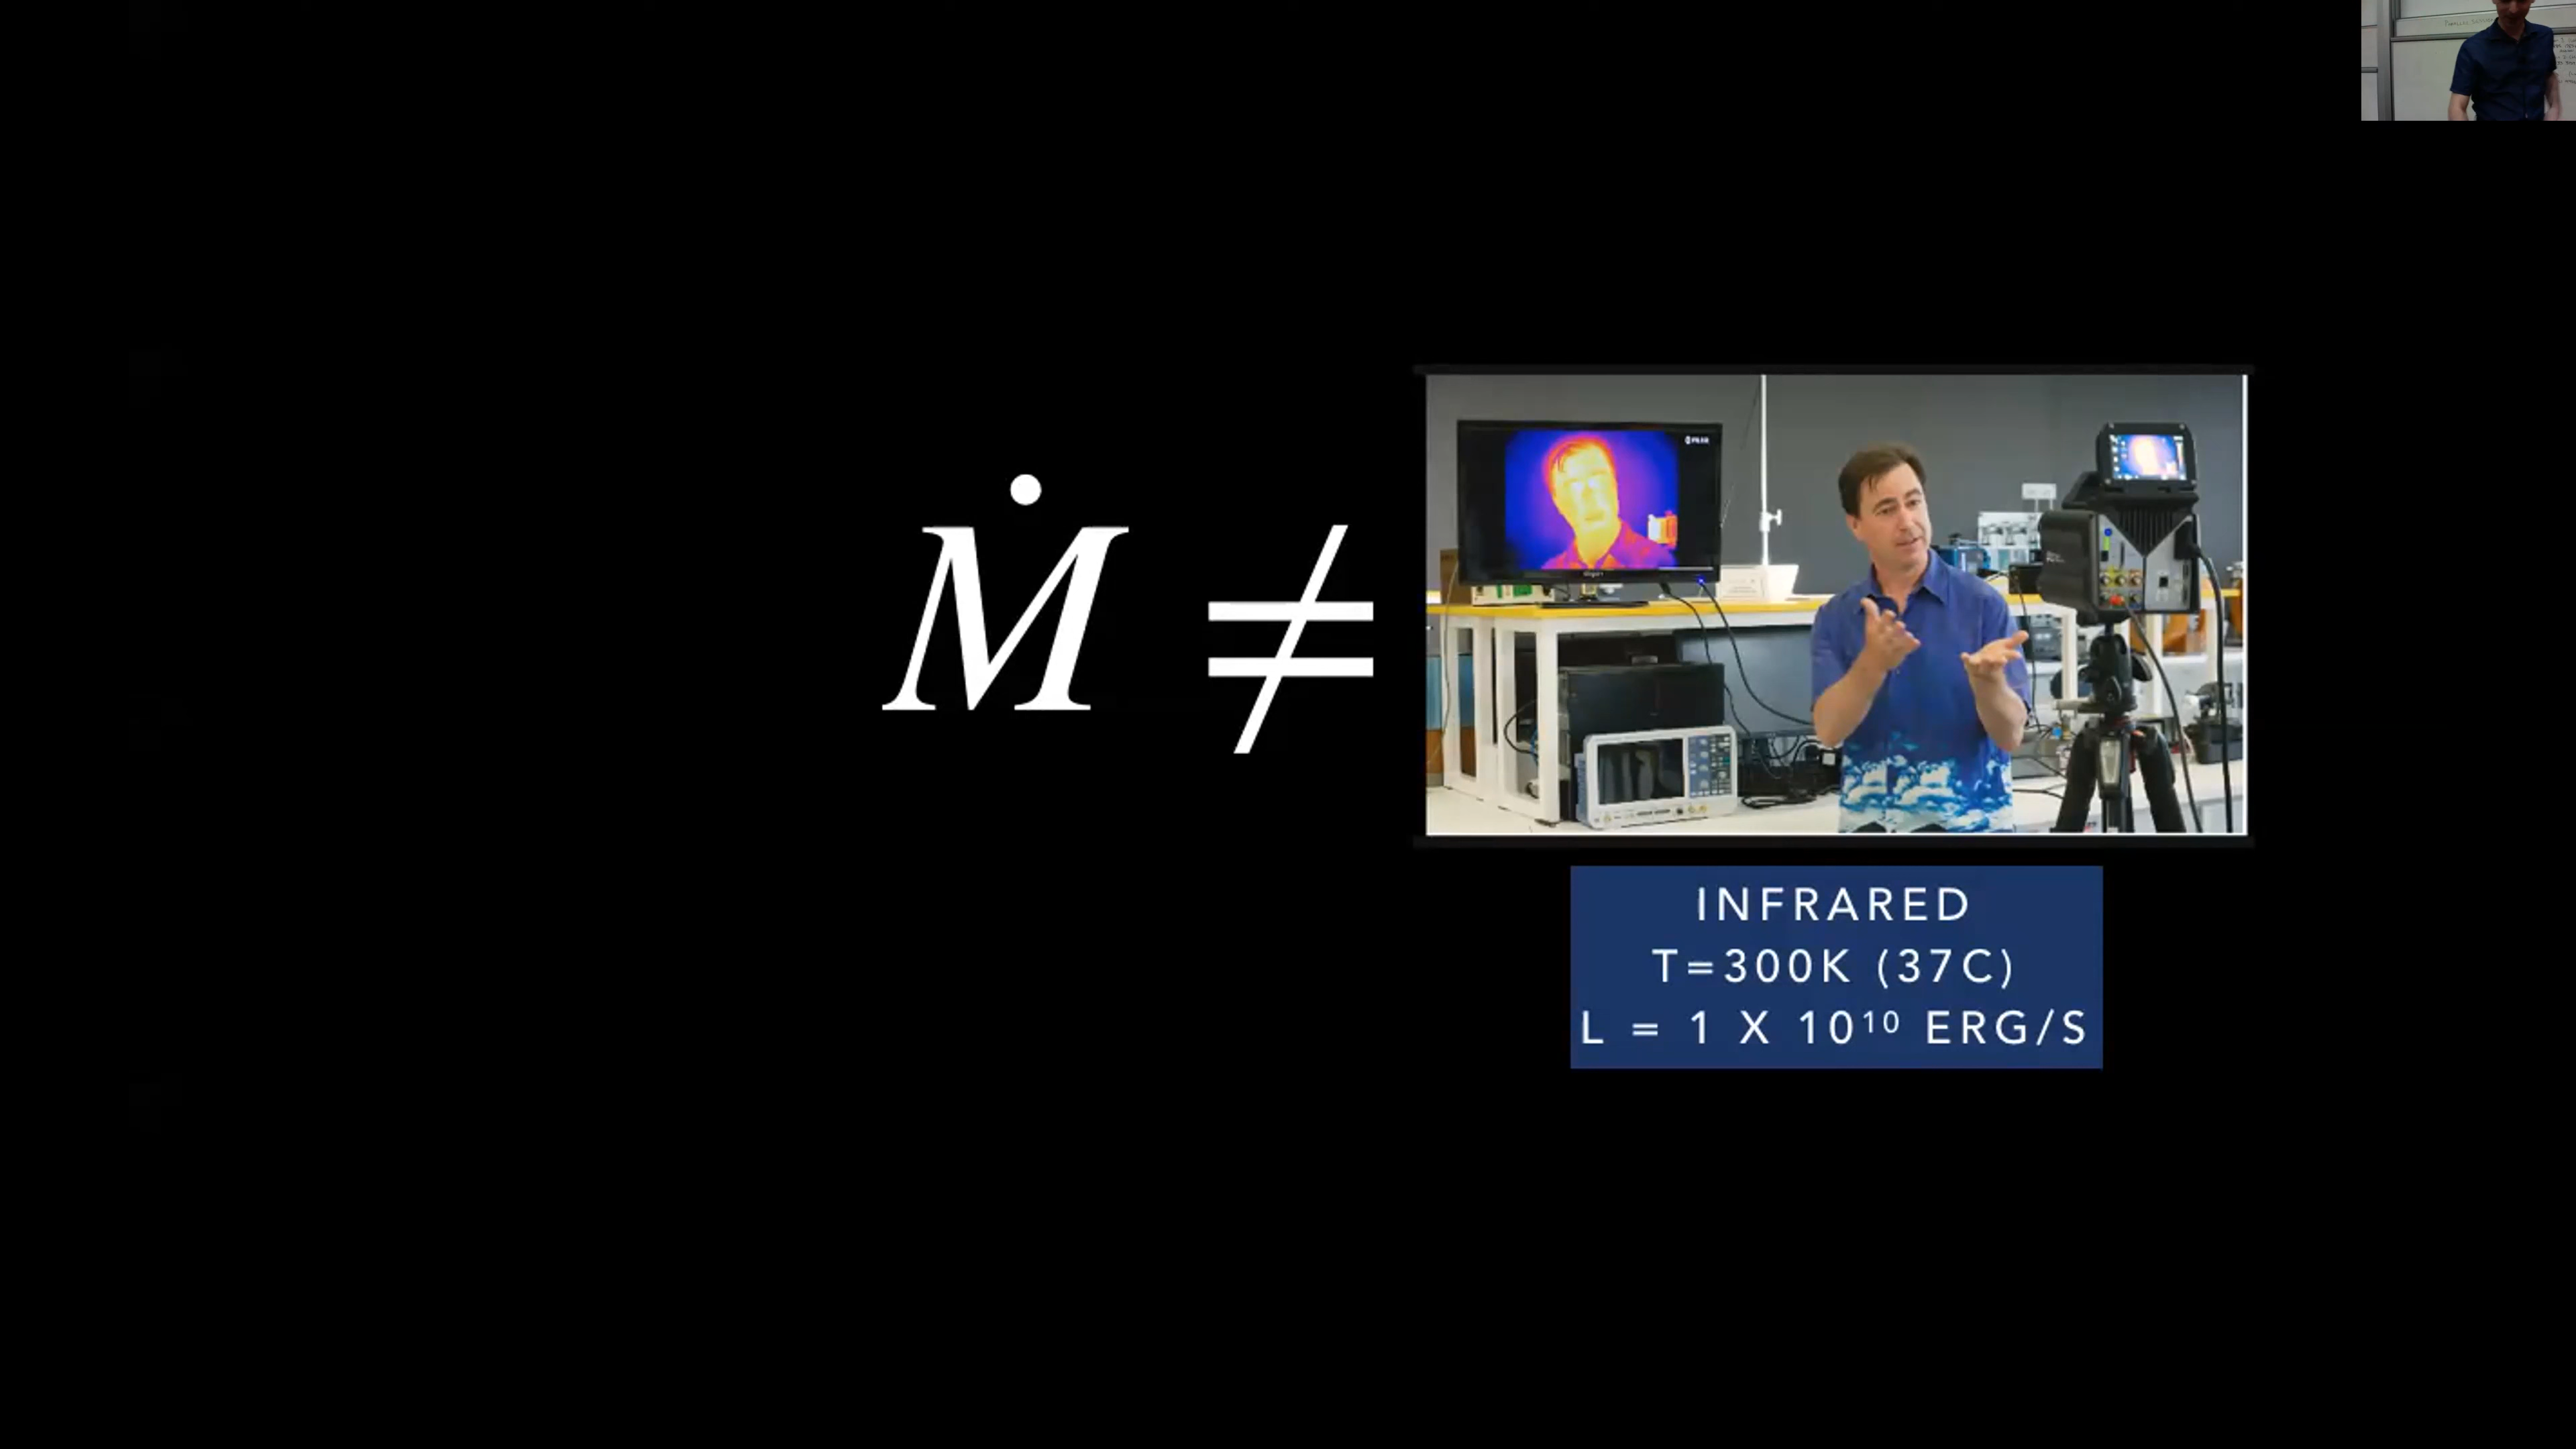 Ṁ ≠
INFRARED
T=300K (37C)
L = 1 X 10¹⁰ ERG/S